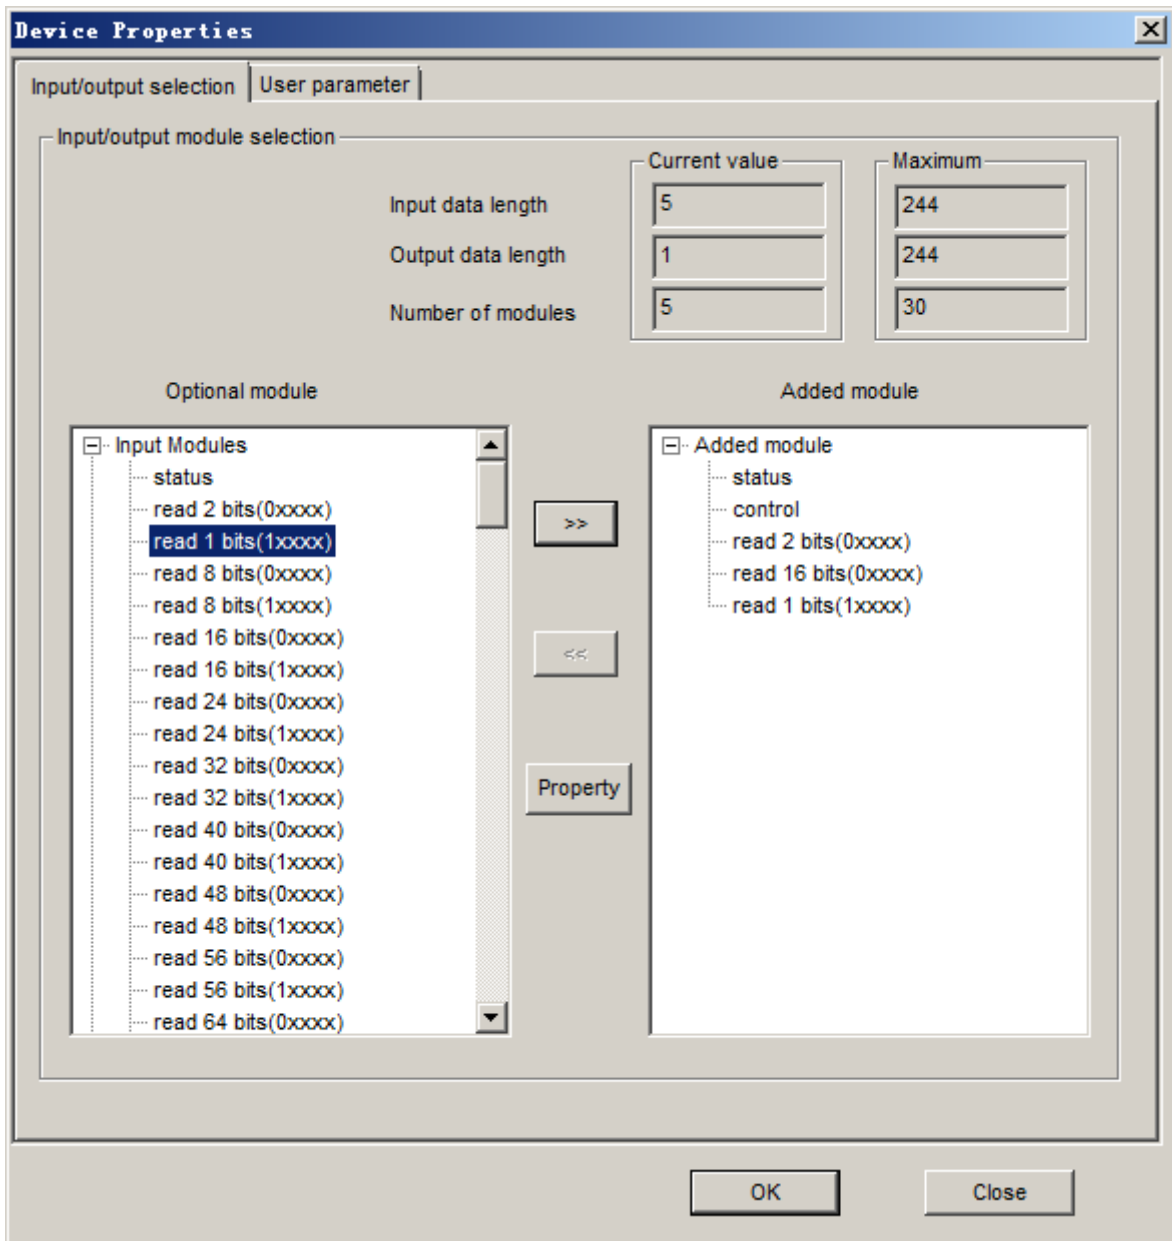 Device Properties
Input/output selection User parameter
Input/output module selection
Current value Maximum
Input data length 5 244
Output data length 1 244
Number of modules 5 30
Optional module Added module
Input Modules
status
read 2 bits(0xxxx)
read 1 bits(1xxxx)
read 8 bits(0xxxx)
read 8 bits(1xxxx)
read 16 bits(0xxxx)
read 16 bits(1xxxx)
read 24 bits(0xxxx)
read 24 bits(1xxxx)
read 32 bits(0xxxx)
read 32 bits(1xxxx)
read 40 bits(0xxxx)
read 40 bits(1xxxx)
read 48 bits(0xxxx)
read 48 bits(1xxxx)
read 56 bits(0xxxx)
read 56 bits(1xxxx)
read 64 bits(0xxxx)
>>
<<
Property
Added module
status
control
read 2 bits(0xxxx)
read 16 bits(0xxxx)
read 1 bits(1xxxx)
OK Close